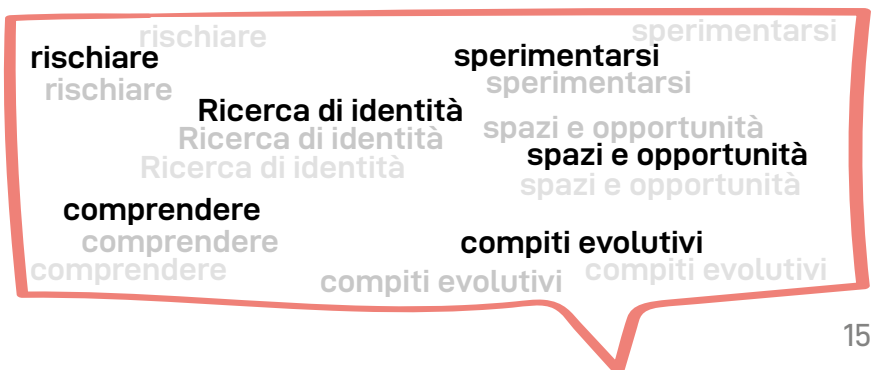 rischiare
sperimentarsi
rischiare
sperimentarsi
rischiare
sperimentarsi
Ricerca di identità
spazi e opportunità
Ricerca di identità
spazi e opportunità
Ricerca di identità
spazi e opportunità
comprendere
comprendere
compiti evolutivi
comprendere
compiti evolutivi
compiti evolutivi
15